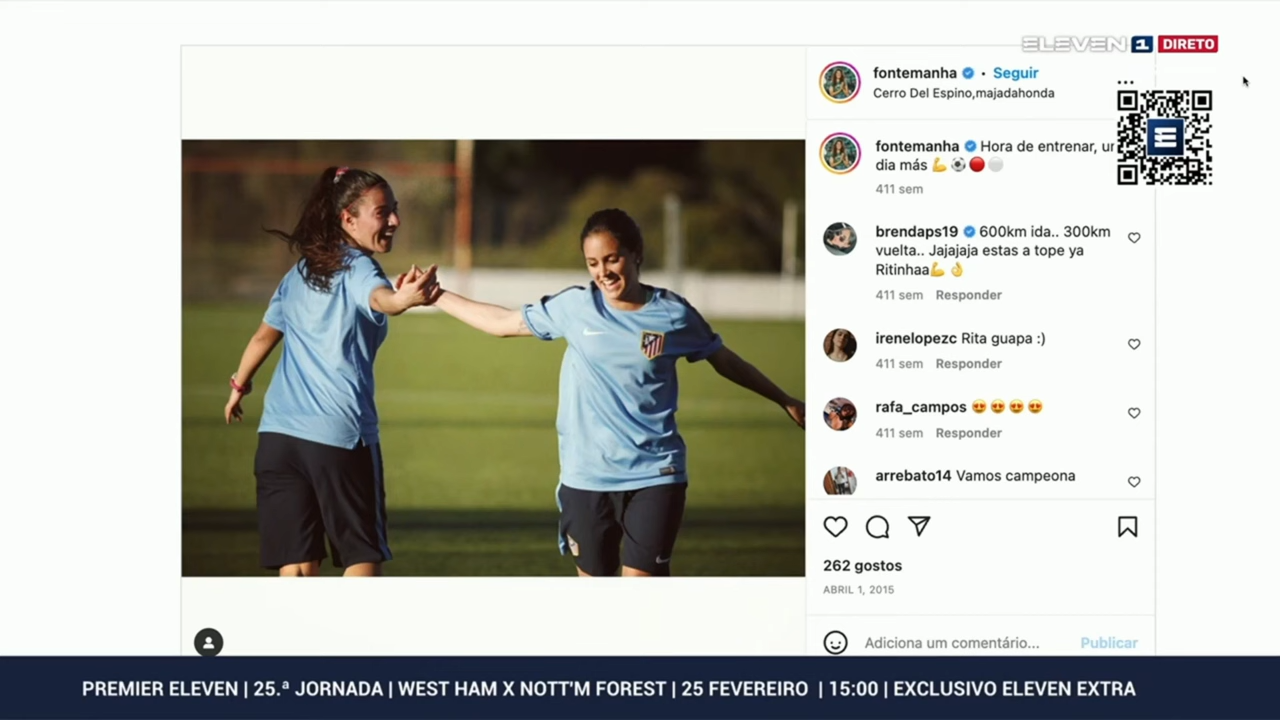 ELEVEN 1 DIRETO
fontemanha • Seguir
Cerro Del Espino,majadahonda
fontemanha Hora de entrenar, un
dia más 💪⚽🔴⚪
411 sem
brendaps19 600km ida.. 300km
vuelta.. Jajajaja estas a tope ya
Ritinhaa💪👌
411 sem Responder
irenelopezc Rita guapa :)
411 sem Responder
rafa_campos 😍😍😍😍
411 sem Responder
arrebato14 Vamos campeona
262 gostos
ABRIL 1, 2015
Adiciona um comentário... Publicar
PREMIER ELEVEN | 25.ª JORNADA | WEST HAM X NOTT'M FOREST | 25 FEVEREIRO | 15:00 | EXCLUSIVO ELEVEN EXTRA